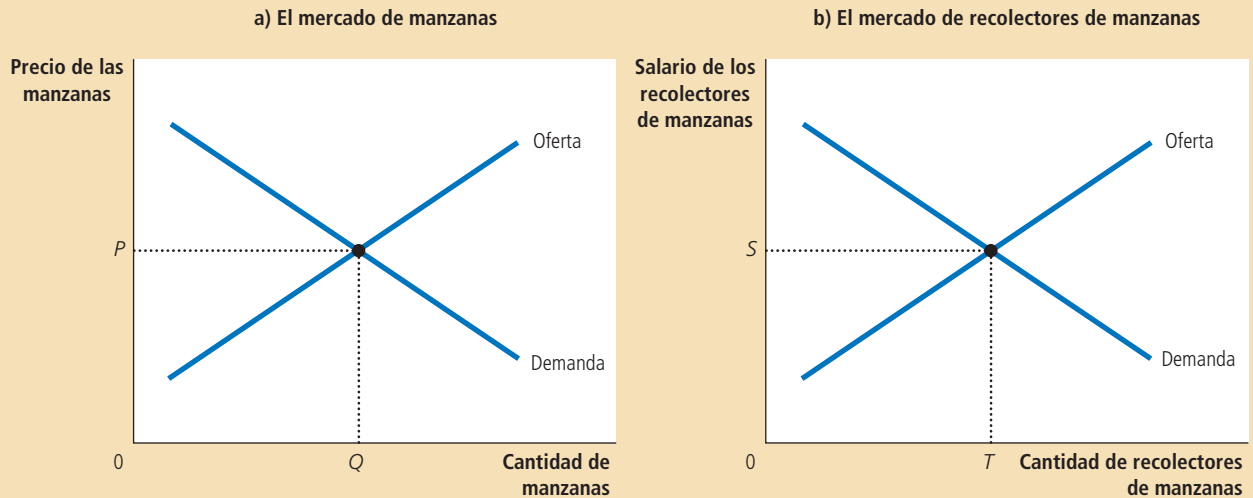 a) El mercado de manzanas
Precio de las
manzanas
Oferta
P
Demanda
0
Q
Cantidad de
manzanas
b) El mercado de recolectores de manzanas
Salario de los
recolectores
de manzanas
Oferta
S
Demanda
0
T
Cantidad de recolectores
de manzanas